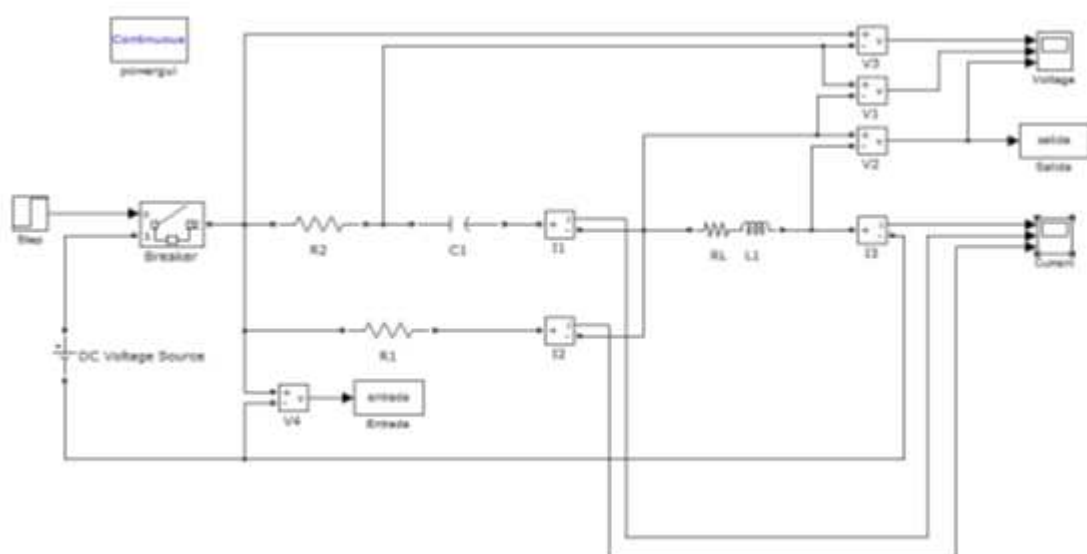 Continuous
powergui
V3
Voltage
V1
V2
salida
Salida
Step
Breaker
R2
C1
I1
RL
L1
I3
Current
R1
I2
DC Voltage Source
V4
entrada
Entrada